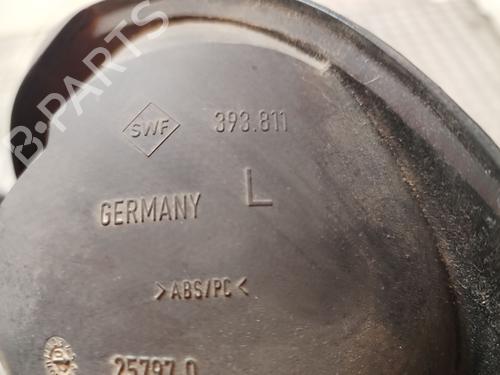 B-PARTS
SWF 393.811
GERMANY L
>ABS/PC<
25797 0